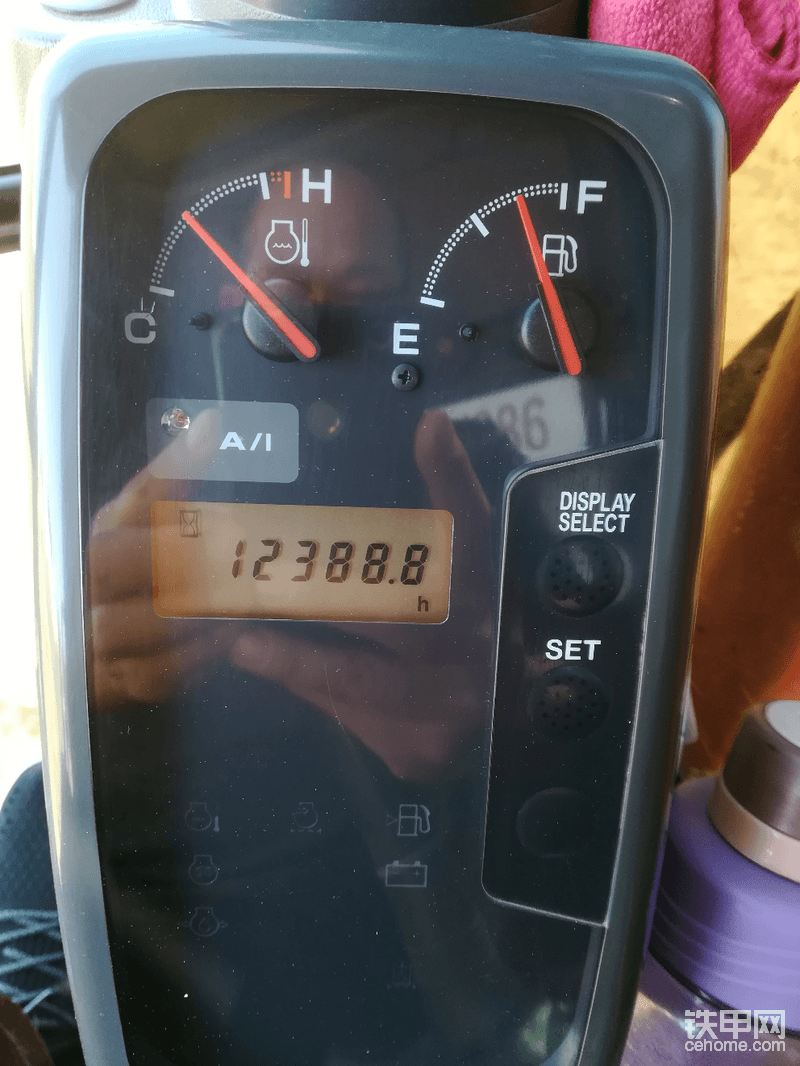 H
F
C
E
A/I
DISPLAY
SELECT
12388.8
h
SET
铁甲网
cehome.com